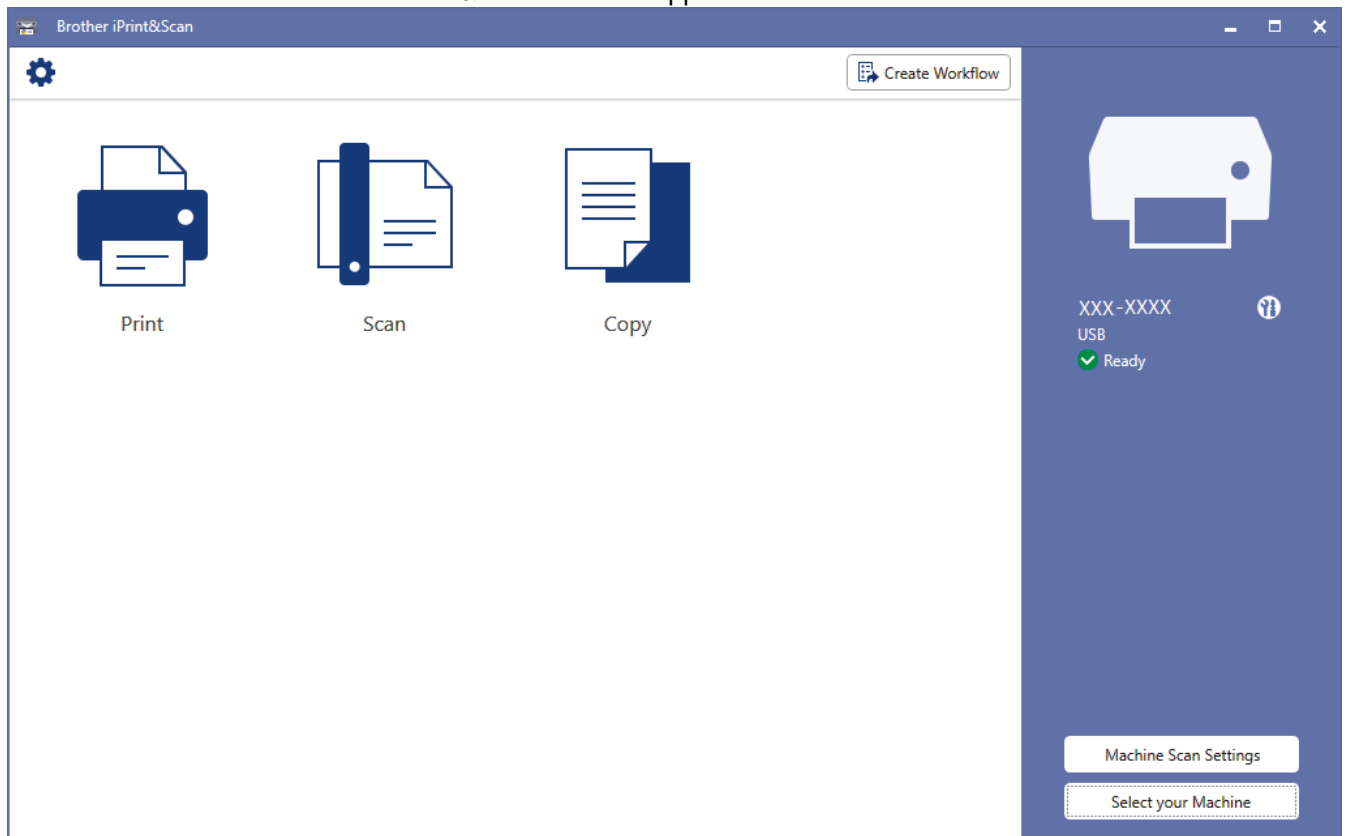 Brother iPrint&Scan
Create Workflow
Print
Scan
Copy
XXX-XXXX
USB
Ready
Machine Scan Settings
Select your Machine